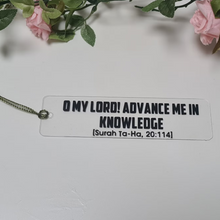 O MY LORD! ADVANCE ME IN
KNOWLEDGE
(Surah Ta-Ha, 20:114)